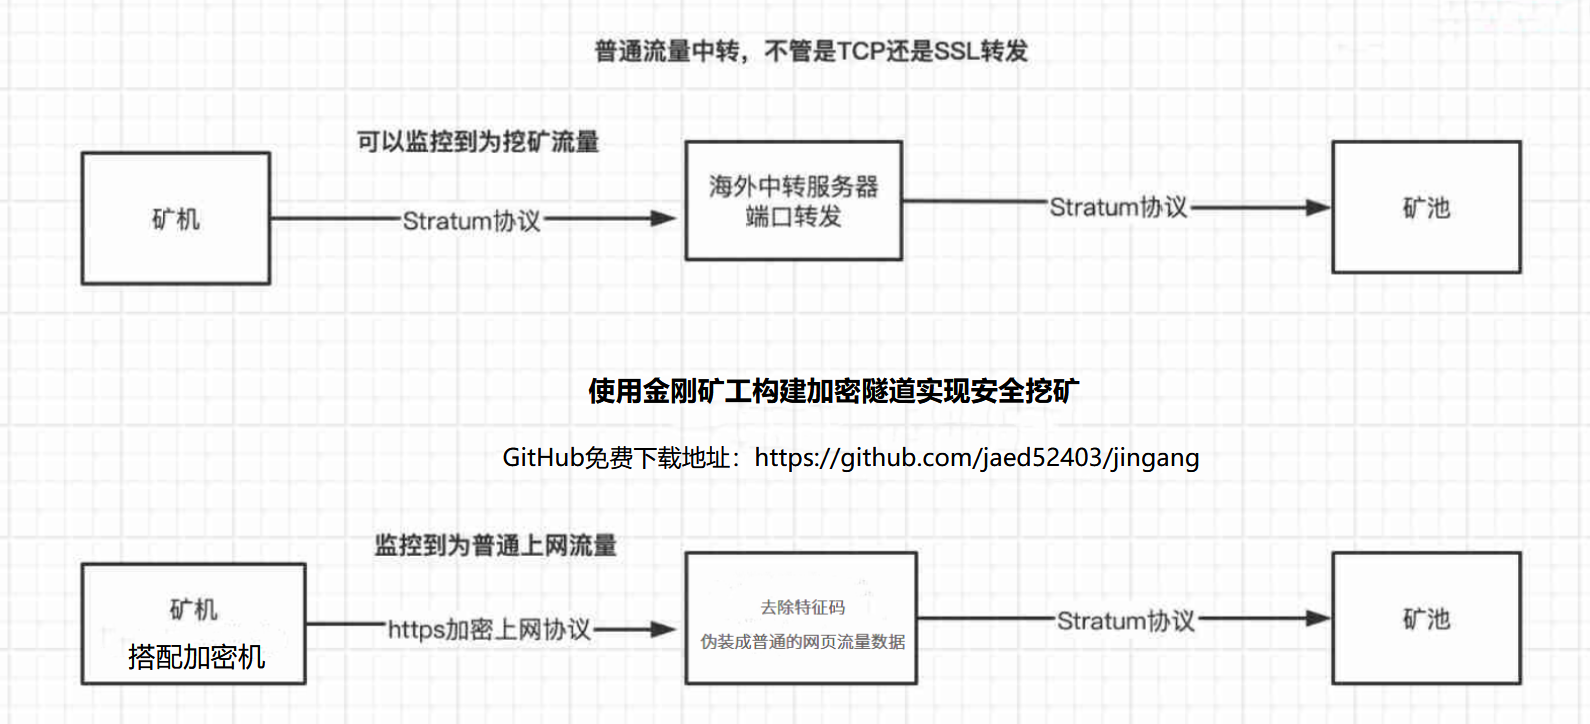 普通流量中转，不管是TCP还是SSL转发
可以监控到为挖矿流量
矿机
Stratum协议
海外中转服务器
端口转发
Stratum协议
矿池
使用金刚矿工构建加密隧道实现安全挖矿
GitHub免费下载地址：https://github.com/jaed52403/jingang
监控到为普通上网流量
矿机
搭配加密机
https加密上网协议
去除特征码
伪装成普通的网页流量数据
Stratum协议
矿池